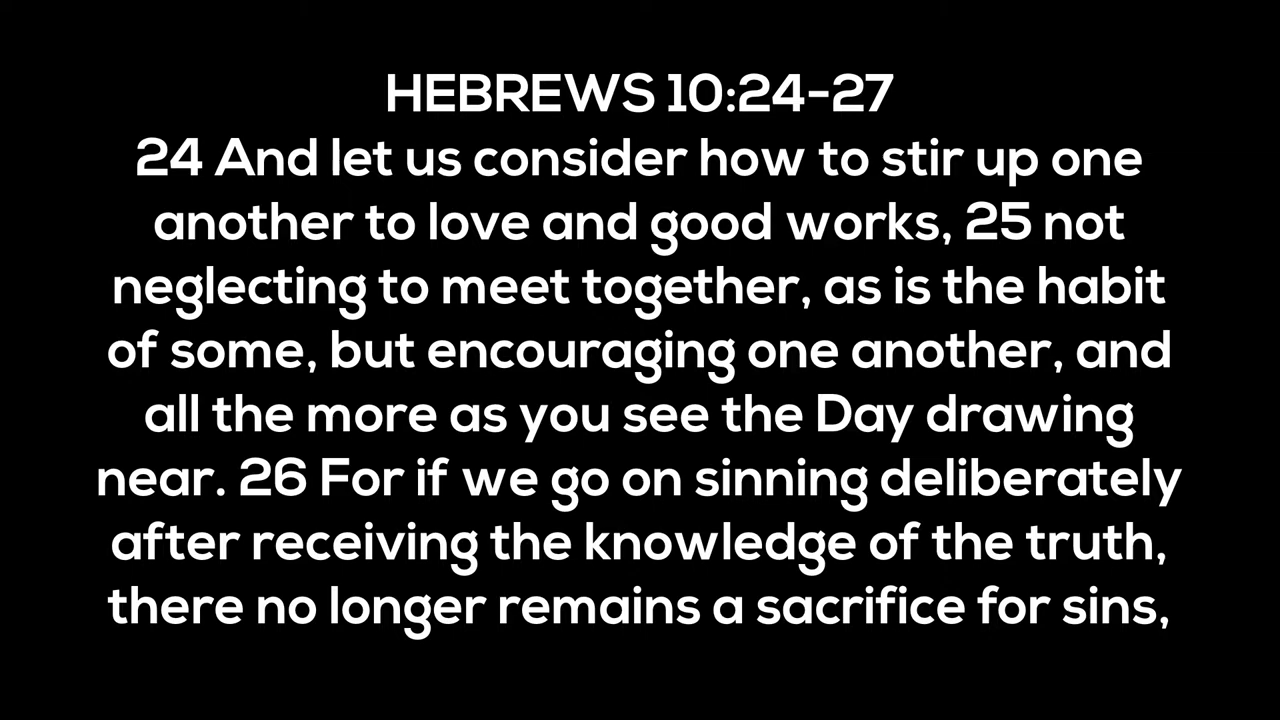 HEBREWS 10:24-27
24 And let us consider how to stir up one
another to love and good works, 25 not
neglecting to meet together, as is the habit
of some, but encouraging one another, and
all the more as you see the Day drawing
near. 26 For if we go on sinning deliberately
after receiving the knowledge of the truth,
there no longer remains a sacrifice for sins,